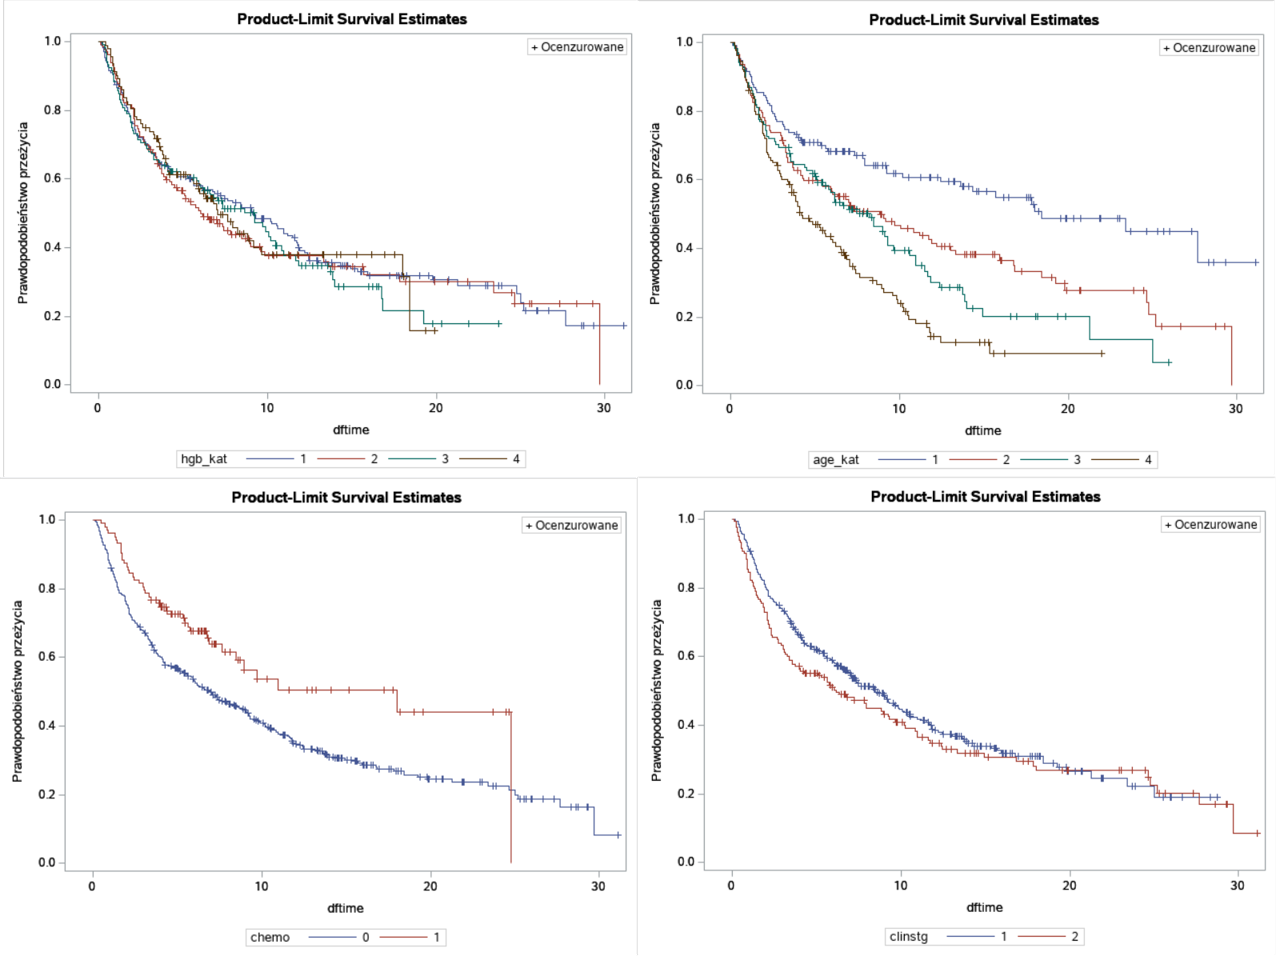 Product-Limit Survival Estimates
+ Ocenzurowane
1.0
0.8
0.6
0.4
0.2
0.0
Prawdopodobieństwo przeżycia
0 10 20 30
dftime
hgb_kat 1 2 3 4
Product-Limit Survival Estimates
+ Ocenzurowane
1.0
0.8
0.6
0.4
0.2
0.0
Prawdopodobieństwo przeżycia
0 10 20 30
dftime
age_kat 1 2 3 4
Product-Limit Survival Estimates
+ Ocenzurowane
1.0
0.8
0.6
0.4
0.2
0.0
Prawdopodobieństwo przeżycia
0 10 20 30
dftime
chemo 0 1
Product-Limit Survival Estimates
+ Ocenzurowane
1.0
0.8
0.6
0.4
0.2
0.0
Prawdopodobieństwo przeżycia
0 10 20 30
dftime
clinstg 1 2